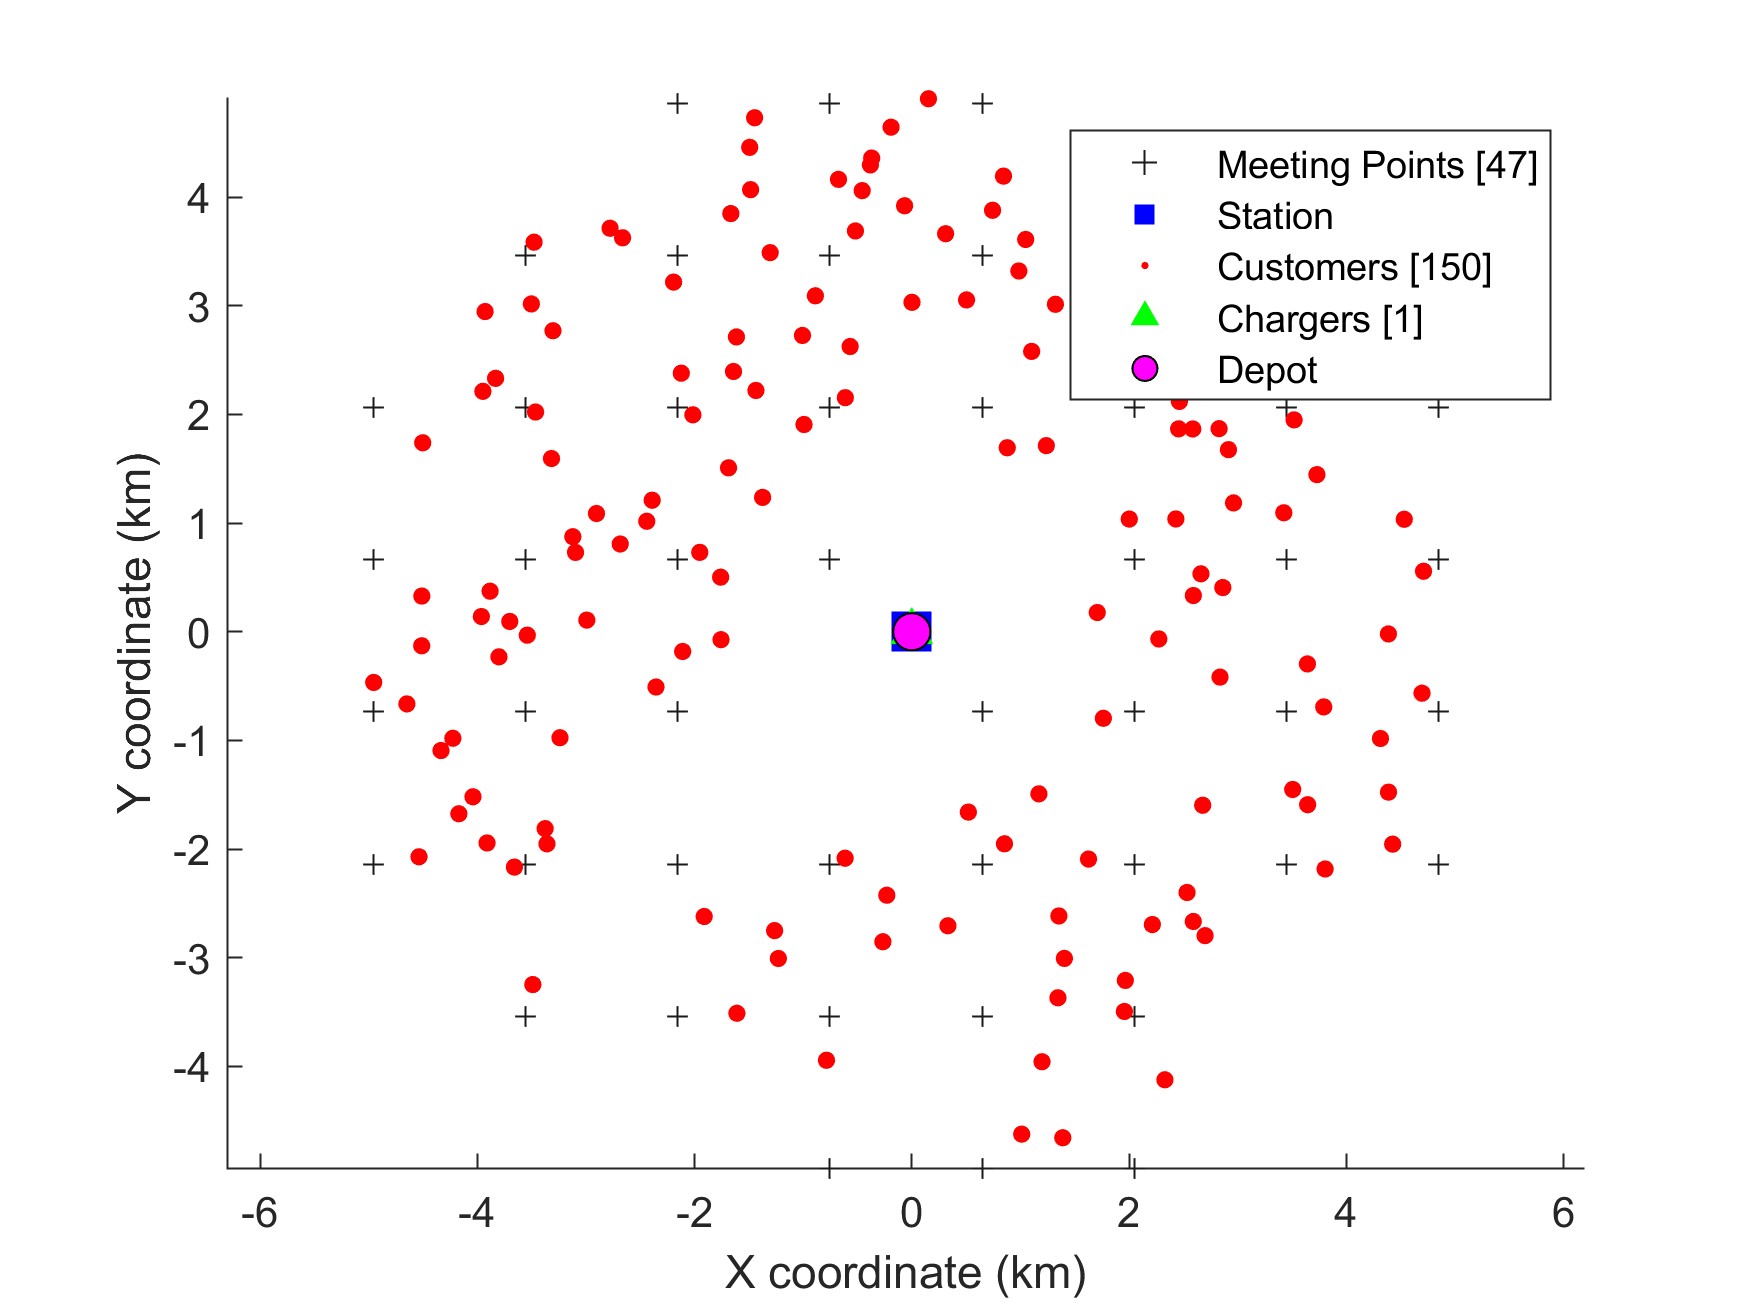 Meeting Points [47]
Station
Customers [150]
Chargers [1]
Depot
4
3
2
1
0
-1
-2
-3
-4
Y coordinate (km)
-6 -4 -2 0 2 4 6
X coordinate (km)